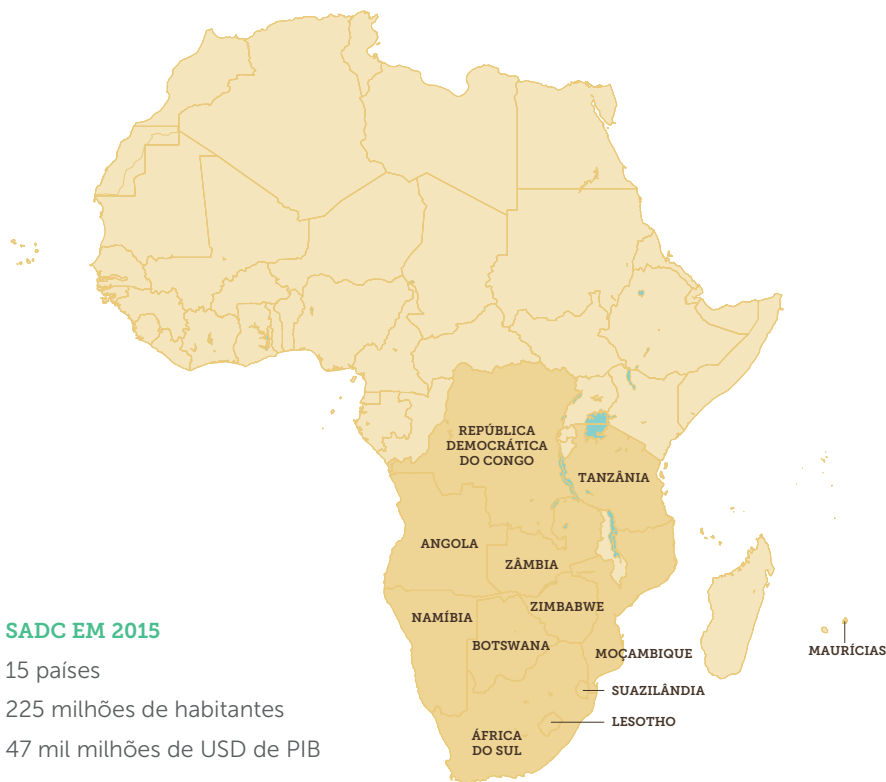 REPÚBLICA
DEMOCRÁTICA
DO CONGO
TANZÂNIA
ANGOLA
ZÂMBIA
NAMÍBIA
ZIMBABWE
BOTSWANA
MOÇAMBIQUE
MAURÍCIAS
SUAZILÂNDIA
LESOTHO
ÁFRICA
DO SUL
SADC EM 2015
15 países
225 milhões de habitantes
47 mil milhões de USD de PIB